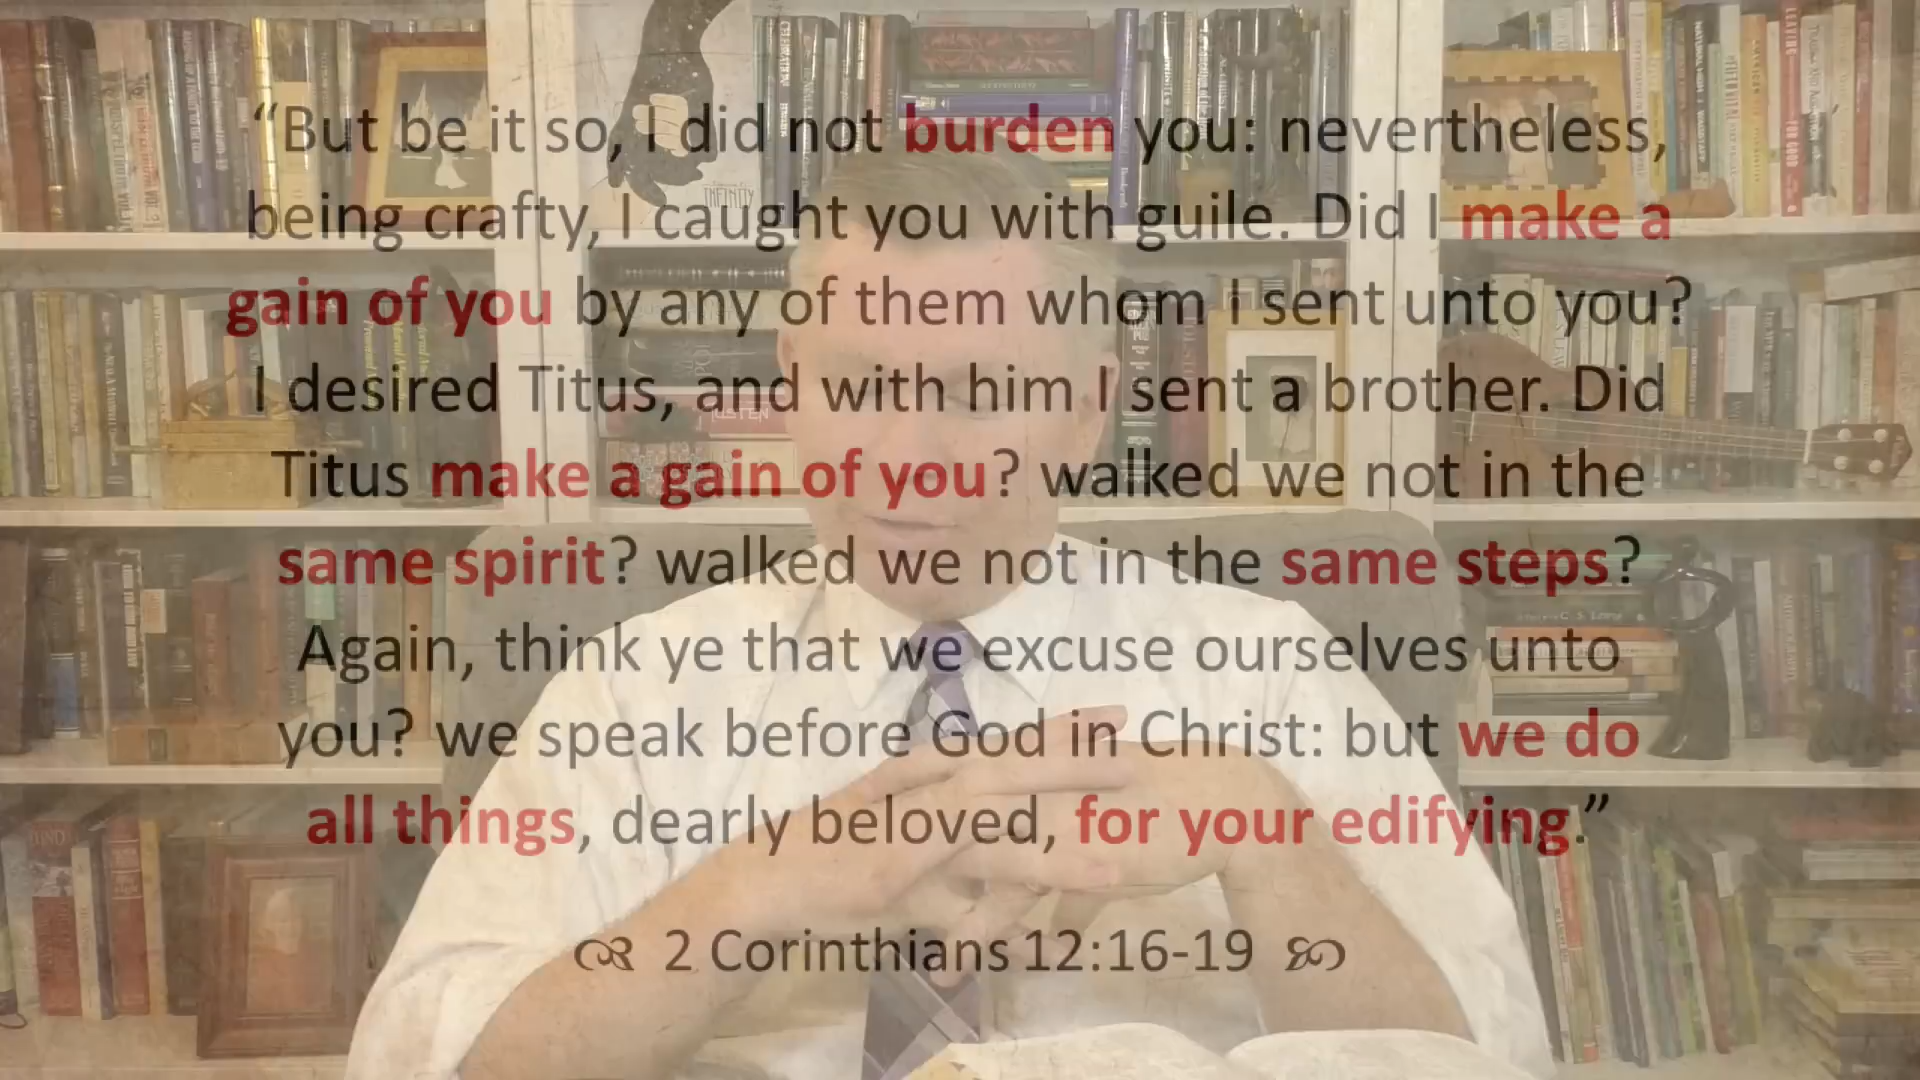 “But be it so, I did not burden you: nevertheless,
being crafty, I caught you with guile. Did I make a
gain of you by any of them whom I sent unto you?
I desired Titus, and with him I sent a brother. Did
Titus make a gain of you? walked we not in the
same spirit? walked we not in the same steps?
Again, think ye that we excuse ourselves unto
you? we speak before God in Christ: but we do
all things, dearly beloved, for your edifying.”
2 Corinthians 12:16-19
INFINITY
LISTEN